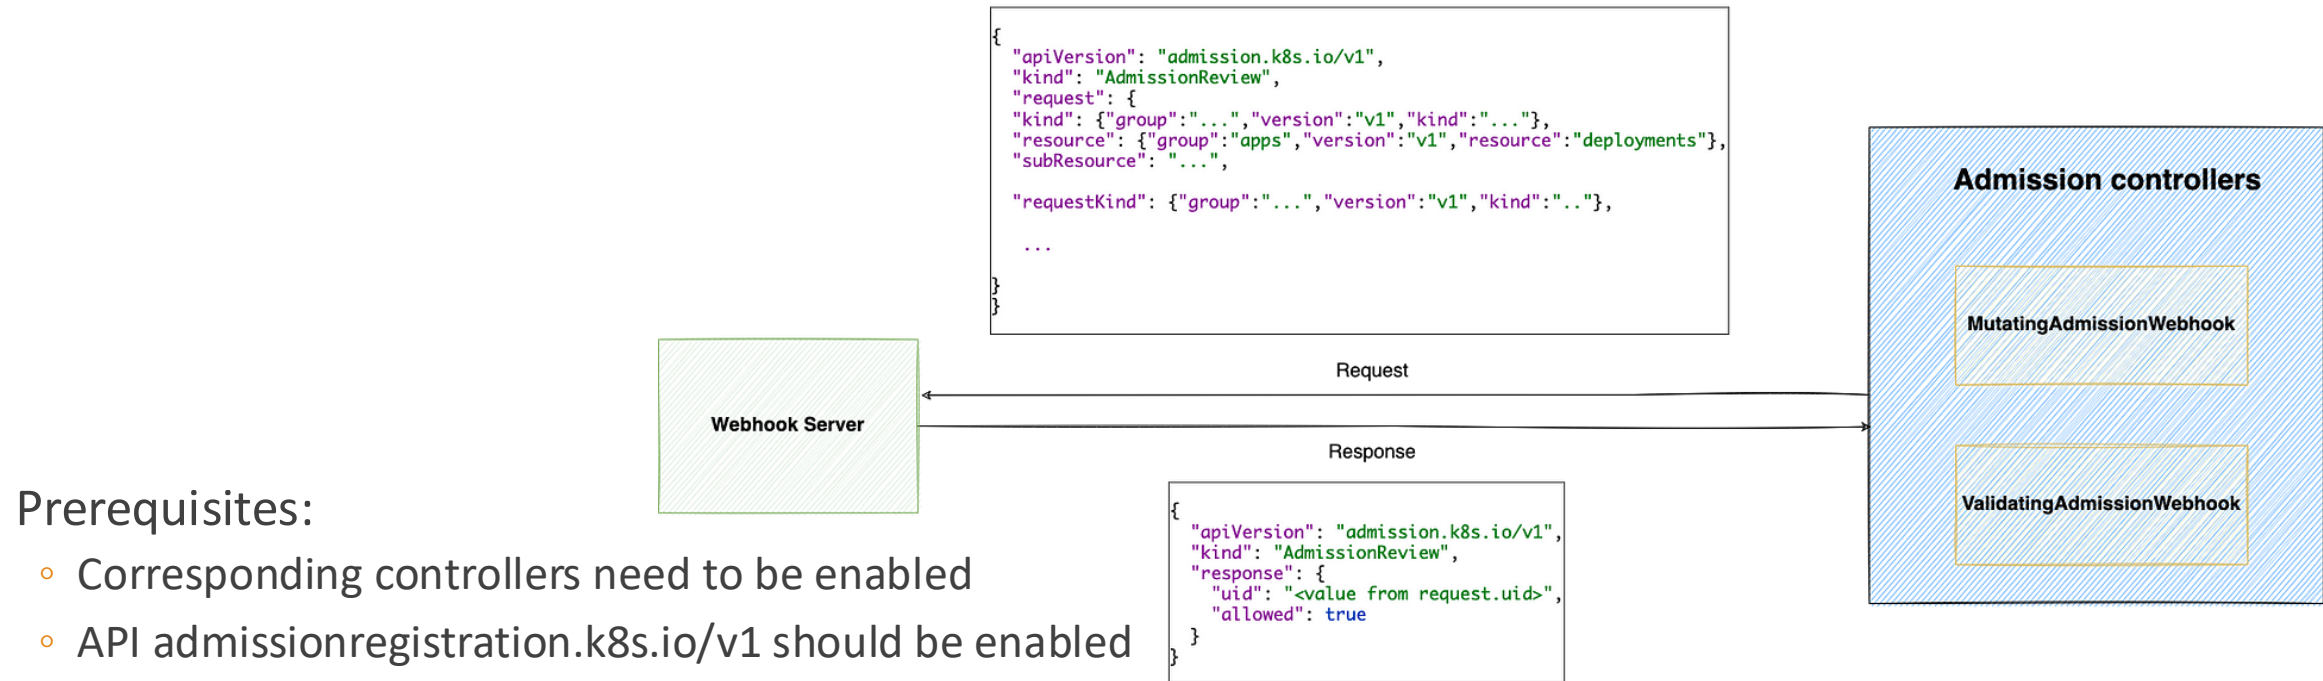 {
"apiVersion": "admission.k8s.io/v1",
"kind": "AdmissionReview",
"request": {
"kind": {"group":"...","version":"v1","kind":"..."},
"resource": {"group":"apps","version":"v1","resource":"deployments"},
"subResource": "...",
"requestKind": {"group":"...","version":"v1","kind":".."},
...
}
}
Admission controllers
MutatingAdmissionWebhook
ValidatingAdmissionWebhook
Request
Webhook Server
Response
{
"apiVersion": "admission.k8s.io/v1",
"kind": "AdmissionReview",
"response": {
"uid": "<value from request.uid>",
"allowed": true
}
}
Prerequisites:
◦ Corresponding controllers need to be enabled
◦ API admissionregistration.k8s.io/v1 should be enabled